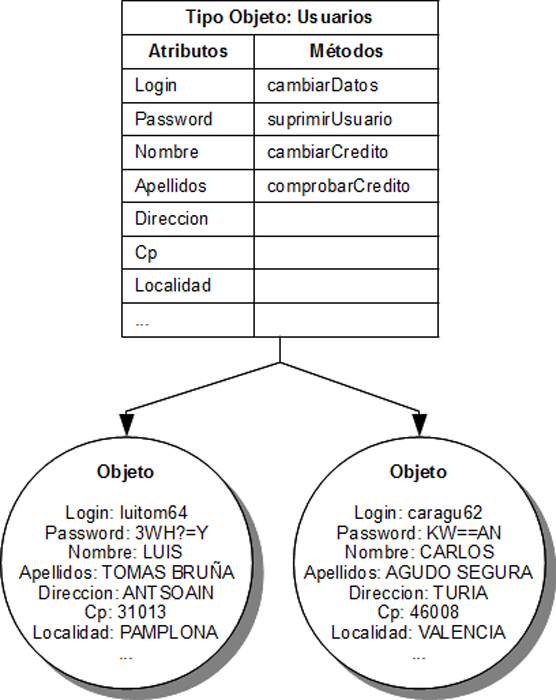 Tipo Objeto: Usuarios
Atributos Métodos
Login cambiarDatos
Password suprimirUsuario
Nombre cambiarCredito
Apellidos comprobarCredito
Direccion
Cp
Localidad
...
Objeto
Login: luitom64
Password: 3WH?=Y
Nombre: LUIS
Apellidos: TOMAS BRUÑA
Direccion: ANTSOAIN
Cp: 31013
Localidad: PAMPLONA
...
Objeto
Login: caragu62
Password: KW==AN
Nombre: CARLOS
Apellidos: AGUDO SEGURA
Direccion: TURIA
Cp: 46008
Localidad: VALENCIA
...